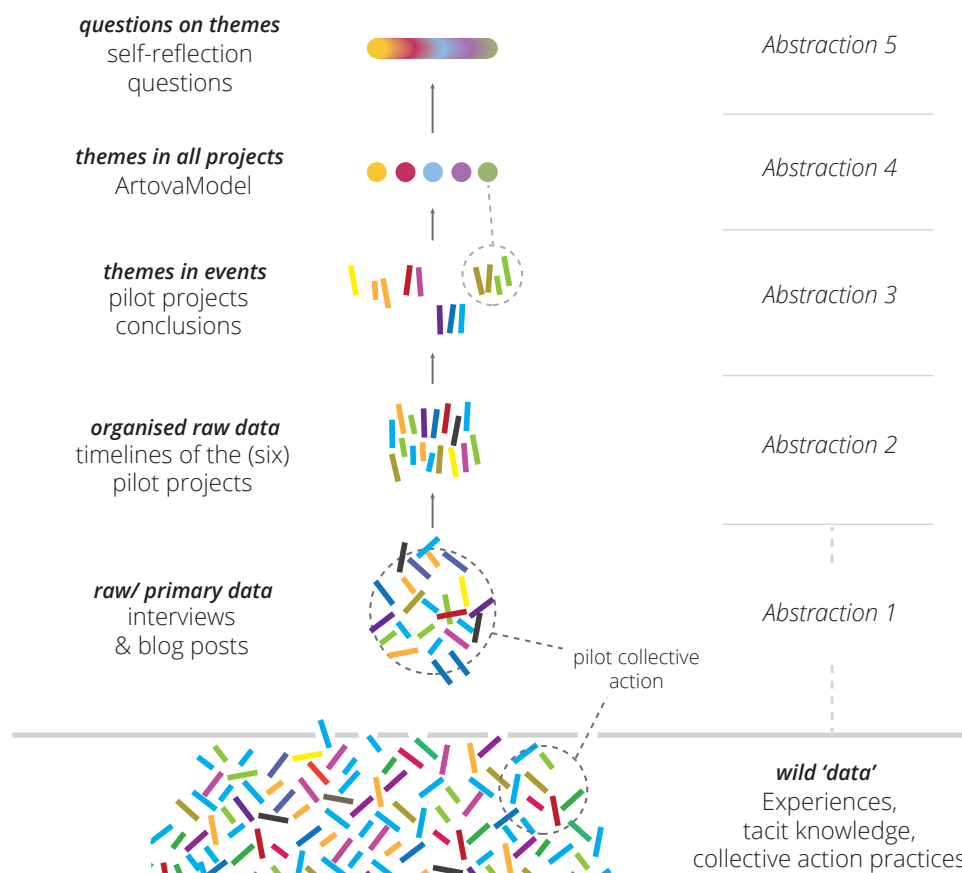 questions on themes
self-reflection
questions
Abstraction 5
themes in all projects
ArtovaModel
Abstraction 4
themes in events
pilot projects
conclusions
Abstraction 3
organised raw data
timelines of the (six)
pilot projects
Abstraction 2
raw/ primary data
interviews
& blog posts
Abstraction 1
pilot collective
action
wild ‘data’
Experiences,
tacit knowledge,
collective action practices